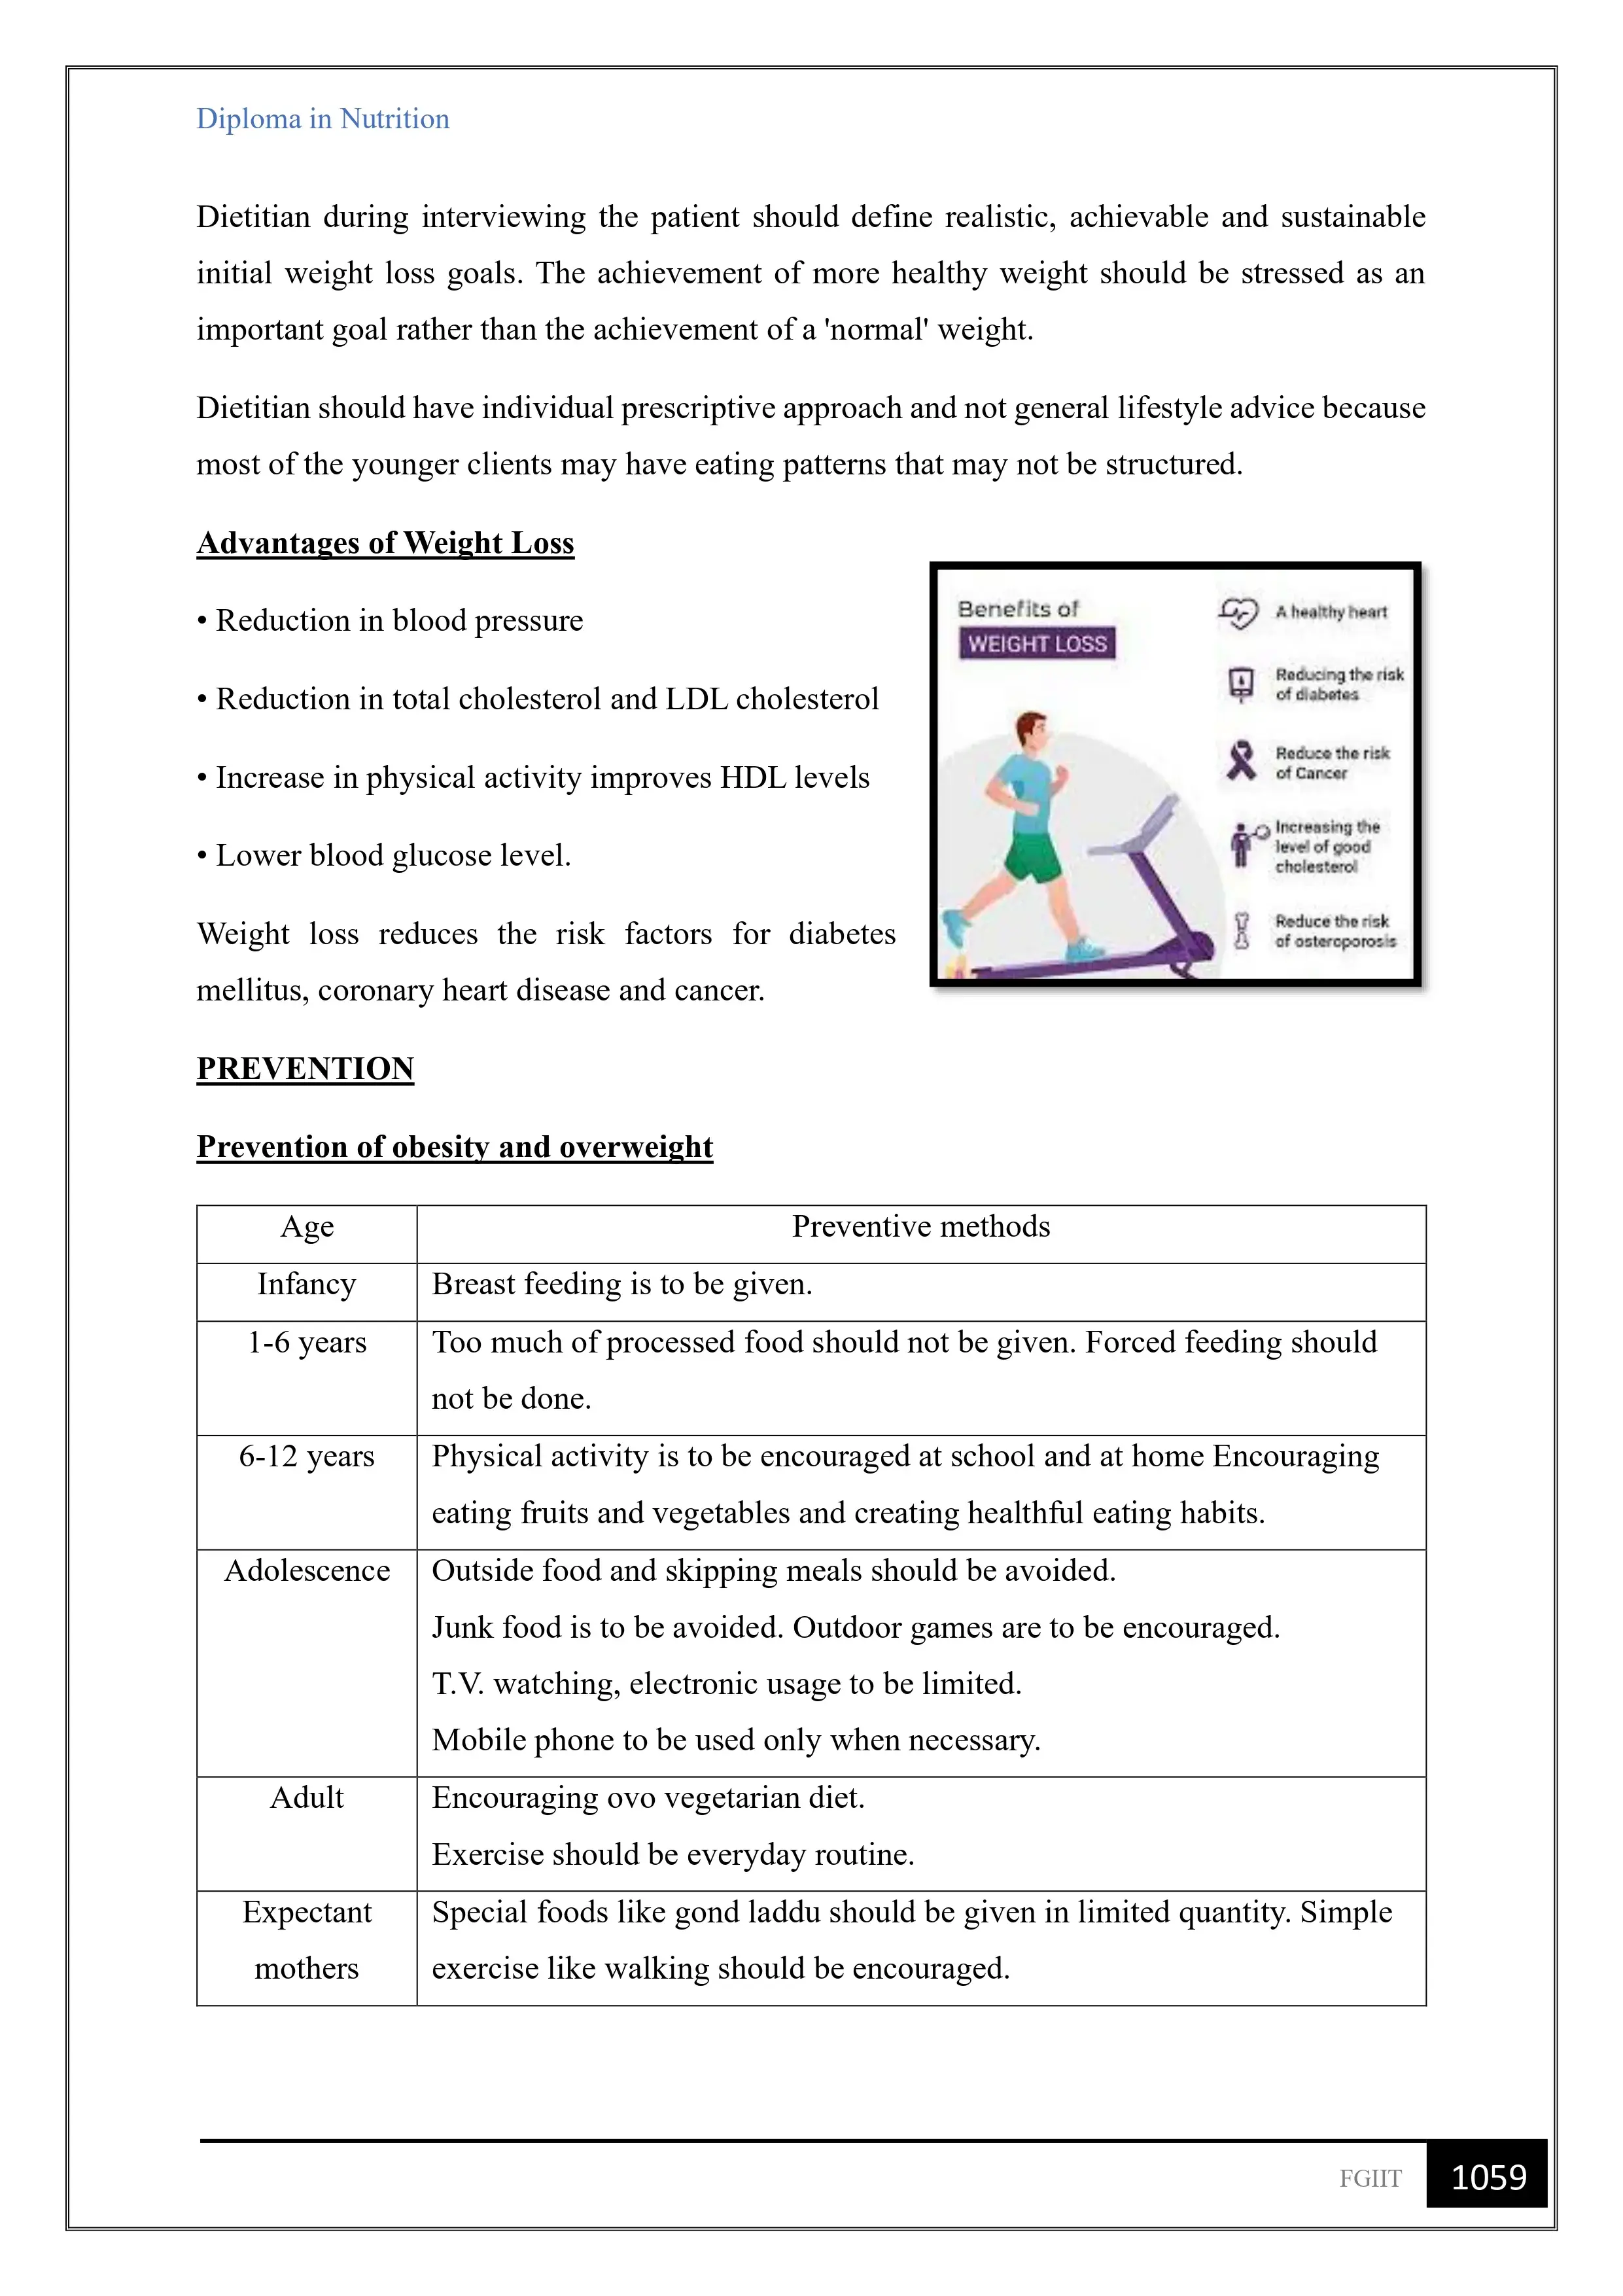 Diploma in Nutrition
Dietitian during interviewing the patient should define realistic, achievable and sustainable
initial weight loss goals. The achievement of more healthy weight should be stressed as an
important goal rather than the achievement of a 'normal' weight.
Dietitian should have individual prescriptive approach and not general lifestyle advice because
most of the younger clients may have eating patterns that may not be structured.
Advantages of Weight Loss
• Reduction in blood pressure
• Reduction in total cholesterol and LDL cholesterol
• Increase in physical activity improves HDL levels
• Lower blood glucose level.
Weight loss reduces the risk factors for diabetes
mellitus, coronary heart disease and cancer.
Benefits of
WEIGHT LOSS
A healthy heart
Reducing the risk
of diabetes
Reduce the risk
of Cancer
Increasing the
level of good
cholesterol
Reduce the risk
of osteroporosis
PREVENTION
Prevention of obesity and overweight
Age Preventive methods
Infancy Breast feeding is to be given.
1-6 years Too much of processed food should not be given. Forced feeding should
not be done.
6-12 years Physical activity is to be encouraged at school and at home Encouraging
eating fruits and vegetables and creating healthful eating habits.
Adolescence Outside food and skipping meals should be avoided.
Junk food is to be avoided. Outdoor games are to be encouraged.
T.V. watching, electronic usage to be limited.
Mobile phone to be used only when necessary.
Adult Encouraging ovo vegetarian diet.
Exercise should be everyday routine.
Expectant Special foods like gond laddu should be given in limited quantity. Simple
mothers exercise like walking should be encouraged.
FGIIT 1059